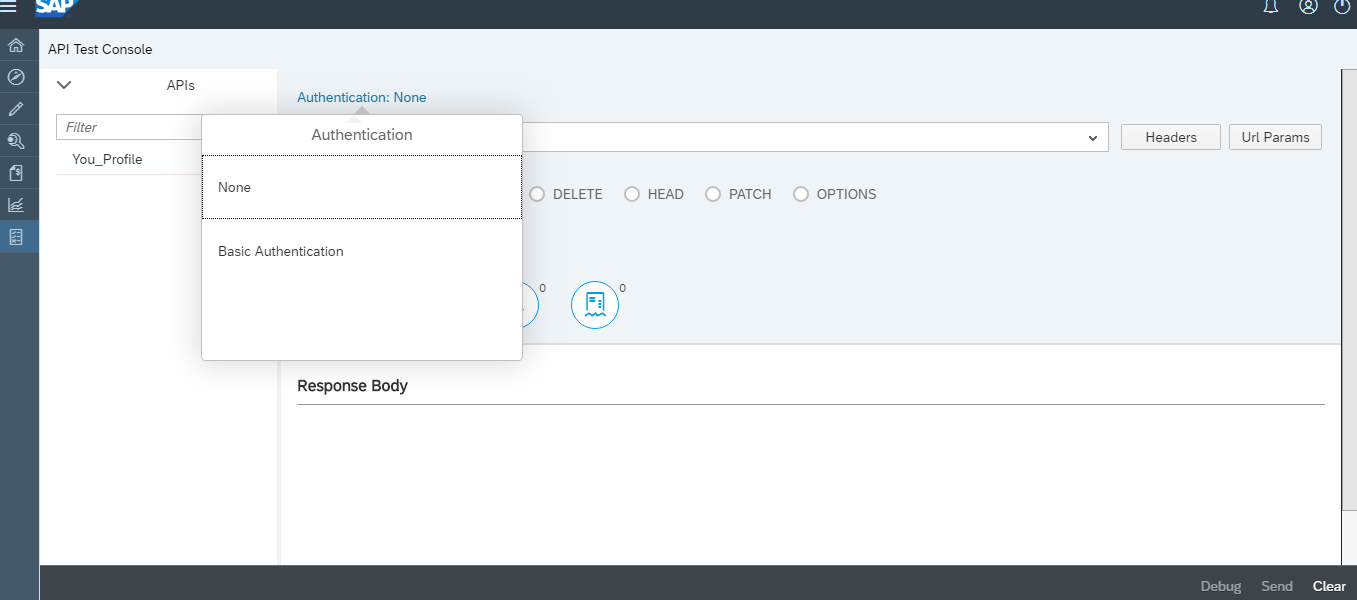 SAP
API Test Console
APIs
Filter
You_Profile
Authentication: None
Authentication
None
Basic Authentication
Headers
Url Params
DELETE
HEAD
PATCH
OPTIONS
0
0
Response Body
Debug
Send
Clear